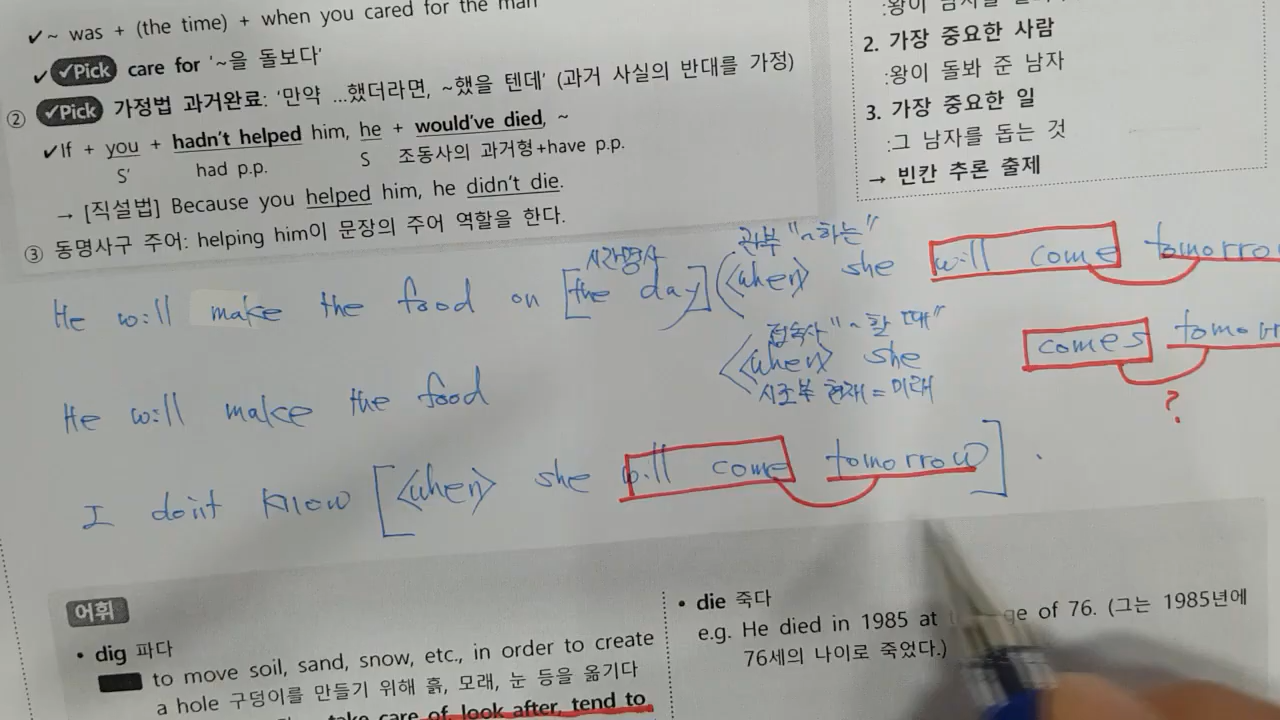 ✓~ was + (the time) + when you cared for the man
✓ ✓Pick care for '~을 돌보다'
② ✓Pick 가정법 과거완료: '만약 …했더라면, ~했을 텐데' (과거 사실의 반대를 가정)
✓If + you + hadn't helped him, he + would've died, ~
S' had p.p. S 조동사의 과거형+have p.p.
→ [직설법] Because you helped him, he didn't die.
③ 동명사구 주어: helping him이 문장의 주어 역할을 한다.
2. 가장 중요한 사람
:왕이 돌봐 준 남자
3. 가장 중요한 일
:그 남자를 돕는 것
→ 빈칸 추론 출제
시간명사 관부 "~하는"
He will make the food on [the day] (<when> she will come tomorro
접속사 "~할 때"
He will make the food <<when> she comes tomor
시조부 현재 = 미래
?
I don't know [<when> she will come tomorrow] .
어휘
• dig 파다
to move soil, sand, snow, etc., in order to create
a hole 구덩이를 만들기 위해 흙, 모래, 눈 등을 옮기다
take care of, look after, tend to
• die 죽다
e.g. He died in 1985 at of 76. (그는 1985년에
76세의 나이로 죽었다.)